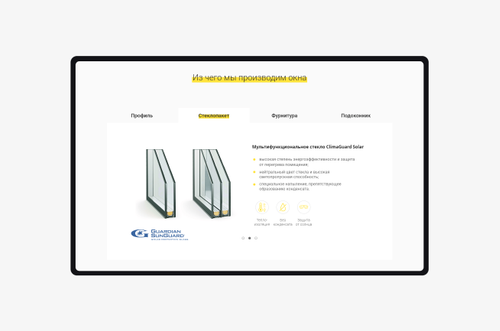 Из чего мы производим окна
Профиль
Стеклопакет
Фурнитура
Подоконник
Мультифункциональное стекло ClimaGuard Solar
высокая степень энергоэффективности и защита
от перегрева помещения,
нейтральный цвет стекла и высокая
светопропускная способность,
специальное напыление, препятствующее
образованию конденсата.
Тепло
изоляция
Без
конденсата
Защита
от солнца
Guardian
SunGuard